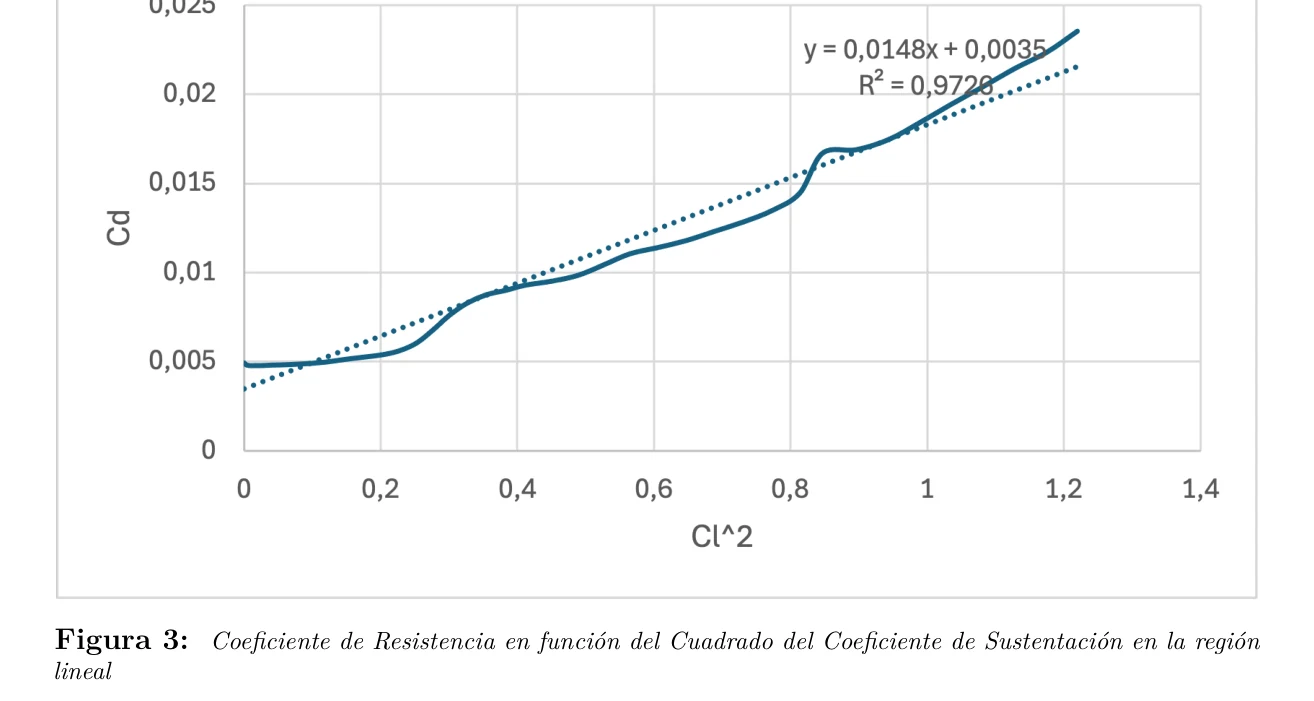 0,025
y = 0,0148x + 0,0035
R² = 0,9726
0,02
0,015
Cd
0,01
0,005
0
0 0,2 0,4 0,6 0,8 1 1,2 1,4
Cl^2
Figura 3: Coeficiente de Resistencia en función del Cuadrado del Coeficiente de Sustentación en la región
lineal